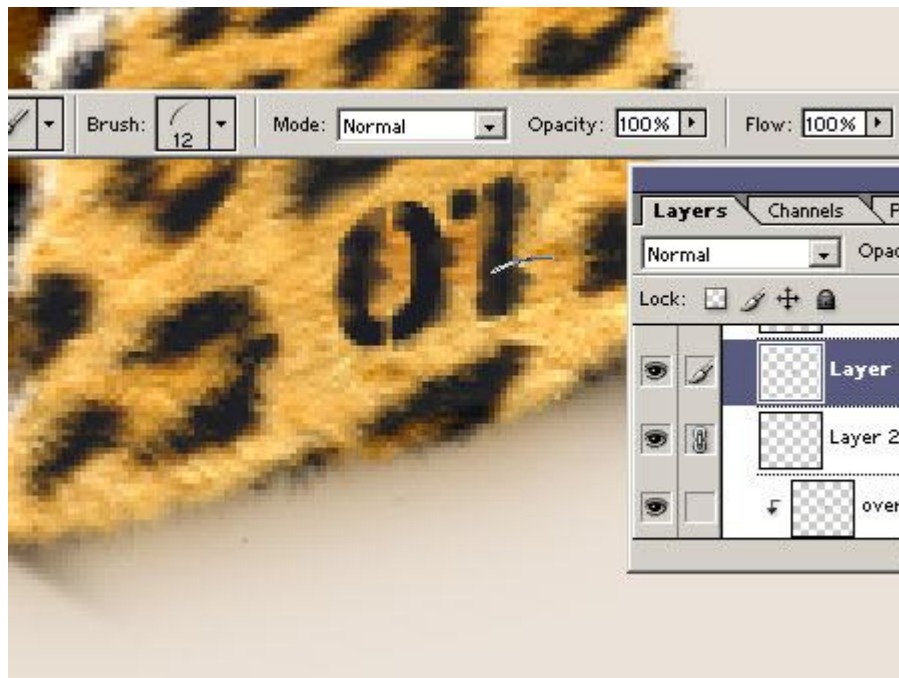 Brush: 12 Mode: Normal Opacity: 100% Flow: 100%
01
Layers Channels
Normal
Lock:
Layer
Layer 2